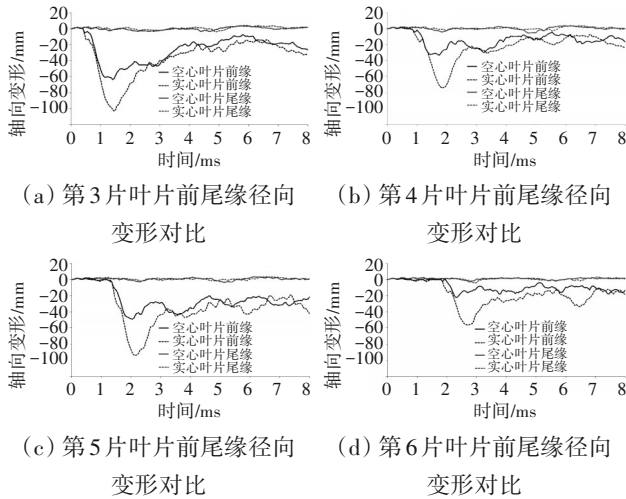 20
0
−20
−40
−60
−80
−100
轴向变形/mm
空心叶片前缘
实心叶片前缘
空心叶片尾缘
实心叶片尾缘
0 1 2 3 4 5 6 7 8
时间/ms
(a) 第3片叶片前尾缘径向
变形对比
20
0
−20
−40
−60
−80
−100
轴向变形/mm
空心叶片前缘
实心叶片前缘
空心叶片尾缘
实心叶片尾缘
0 1 2 3 4 5 6 7 8
时间/ms
(b) 第4片叶片前尾缘径向
变形对比
20
0
−20
−40
−60
−80
−100
轴向变形/mm
空心叶片前缘
实心叶片前缘
空心叶片尾缘
实心叶片尾缘
0 1 2 3 4 5 6 7 8
时间/ms
(c) 第5片叶片前尾缘径向
变形对比
20
0
−20
−40
−60
−80
−100
轴向变形/mm
空心叶片前缘
实心叶片前缘
空心叶片尾缘
实心叶片尾缘
0 1 2 3 4 5 6 7 8
时间/ms
(d) 第6片叶片前尾缘径向
变形对比